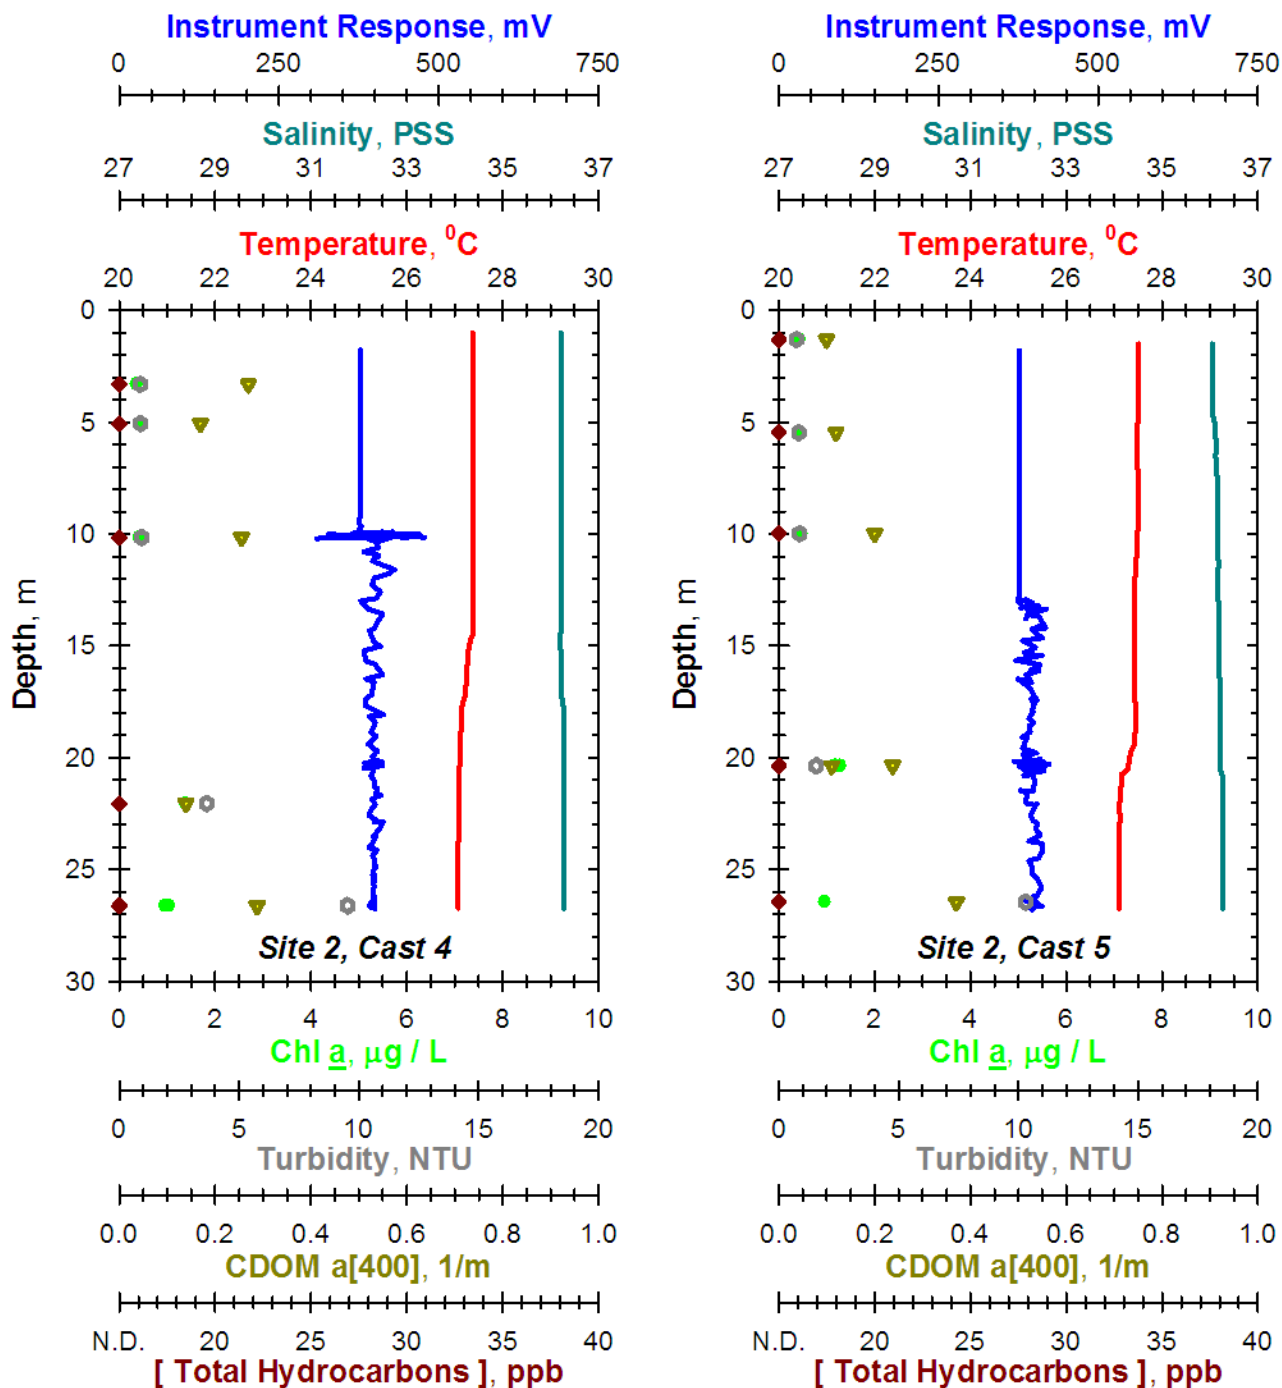 Instrument Response, mV Instrument Response, mV
0 250 500 750 0 250 500 750
Salinity, PSS Salinity, PSS
27 29 31 33 35 37 27 29 31 33 35 37
Temperature, ⁰C Temperature, ⁰C
20 22 24 26 28 30 20 22 24 26 28 30
0 0
5 5
10 10
15 15
Depth, m Depth, m
20 20
25 25
Site 2, Cast 4 Site 2, Cast 5
30 30
0 2 4 6 8 10 0 2 4 6 8 10
Chl a, µg / L Chl a, µg / L
0 5 10 15 20 0 5 10 15 20
Turbidity, NTU Turbidity, NTU
0.0 0.2 0.4 0.6 0.8 1.0 0.0 0.2 0.4 0.6 0.8 1.0
CDOM a[400], 1/m CDOM a[400], 1/m
N.D. 20 25 30 35 40 N.D. 20 25 30 35 40
[ Total Hydrocarbons ], ppb [ Total Hydrocarbons ], ppb